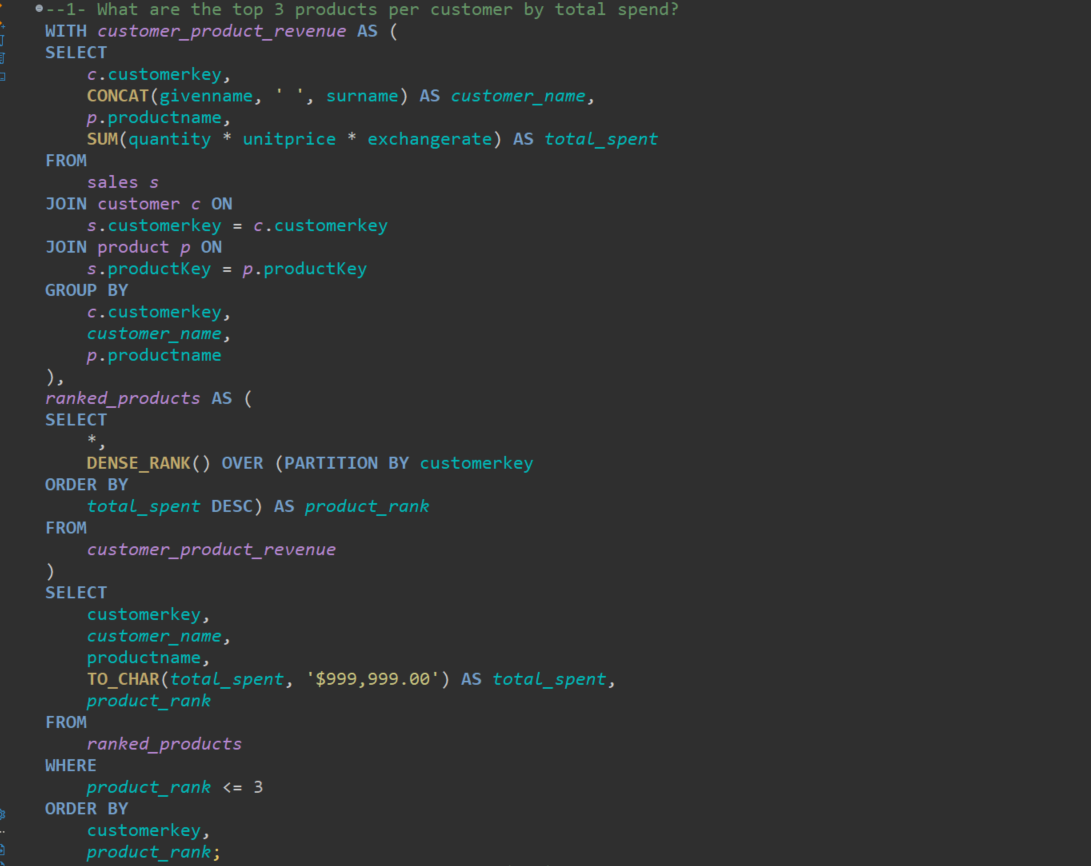 --1- What are the top 3 products per customer by total spend?
WITH customer_product_revenue AS (
SELECT
    c.customerkey,
    CONCAT(givenname, ' ', surname) AS customer_name,
    p.productname,
    SUM(quantity * unitprice * exchangerate) AS total_spent
FROM
    sales s
JOIN customer c ON
    s.customerkey = c.customerkey
JOIN product p ON
    s.productKey = p.productKey
GROUP BY
    c.customerkey,
    customer_name,
    p.productname
),
ranked_products AS (
SELECT
    *,
    DENSE_RANK() OVER (PARTITION BY customerkey
ORDER BY
    total_spent DESC) AS product_rank
FROM
    customer_product_revenue
)
SELECT
    customerkey,
    customer_name,
    productname,
    TO_CHAR(total_spent, '$999,999.00') AS total_spent,
    product_rank
FROM
    ranked_products
WHERE
    product_rank <= 3
ORDER BY
    customerkey,
    product_rank;